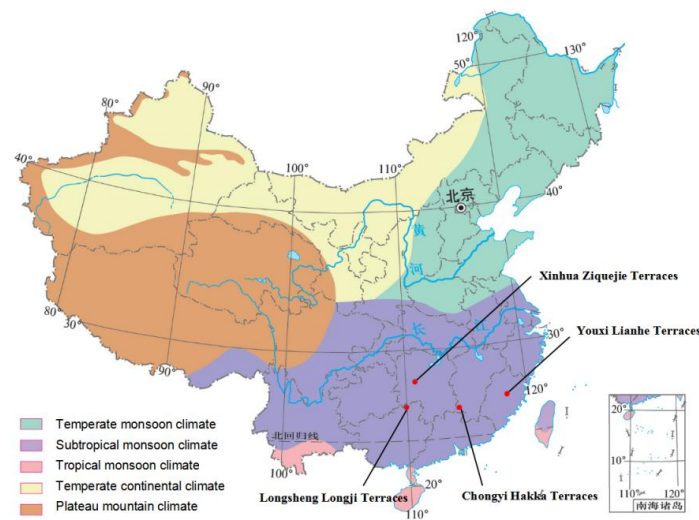 120°
130°
50°
90°
80°
40°
100°
110°
北京
40°
黄
河
Xinhua Ziquejie Terraces
80°
30°
长
江
30°
Youxi Lianhe Terraces
90°
120°
Temperate monsoon climate
Subtropical monsoon climate
Tropical monsoon climate
Temperate continental climate
Plateau mountain climate
北回归线
100°
20°
110°
Longsheng Longji Terraces
Chongyi Hakka Terraces
20°
10°
110°
120°
南海诸岛